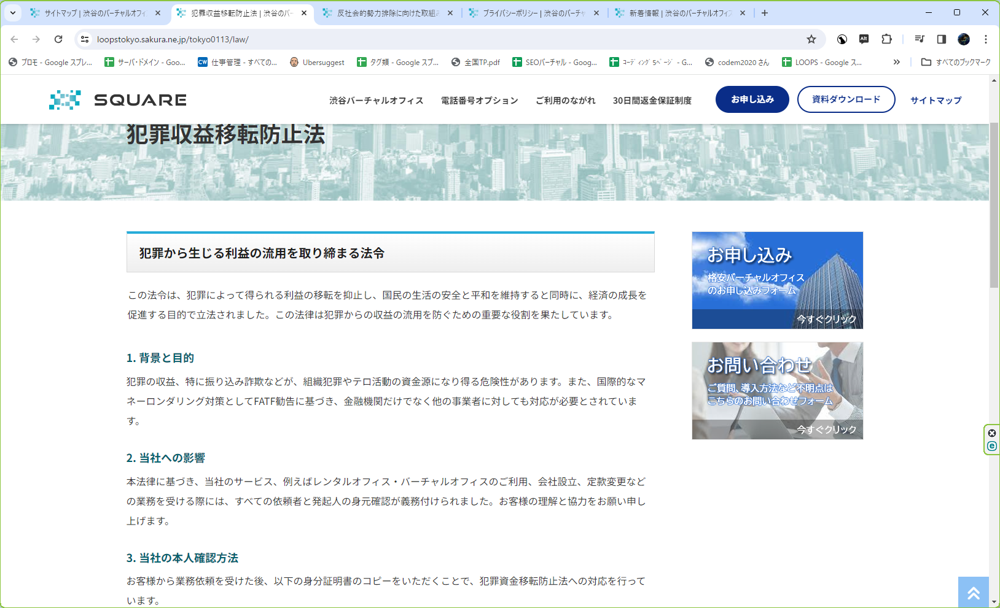 サイトマップ | 渋谷のバーチャルオフィ
犯罪収益移転防止法 | 渋谷のバー
反社会的勢力排除に向けた取組み
プライバシーポリシー | 渋谷のバーチャ
新着情報 | 渋谷のバーチャルオフィス
loopstokyo.sakura.ne.jp/tokyo0113/law/
プロモ - Google スプレ...
サーバ・ドメイン - Goo...
CW 仕事管理 - すべての...
Ubersuggest
タグ類 - Google スプ...
全国TP.pdf
SEOバーチャル - Goog...
コーディング 5ページ - G...
codem2020 さん
LOOPS - Google ス...
すべてのブックマーク
SQUARE
渋谷バーチャルオフィス
電話番号オプション
ご利用のながれ
30日間返金保証制度
お申し込み
資料ダウンロード
サイトマップ
犯罪収益移転防止法
犯罪から生じる利益の流用を取り締まる法令
この法令は、犯罪によって得られる利益の移転を抑止し、国民の生活の安全と平和を維持すると同時に、経済の成長を
促進する目的で立法されました。この法律は犯罪からの収益の流用を防ぐための重要な役割を果たしています。
1. 背景と目的
犯罪の収益、特に振り込み詐欺などが、組織犯罪やテロ活動の資金源になり得る危険性があります。また、国際的なマ
ネーロンダリング対策としてFATF勧告に基づき、金融機関だけでなく他の事業者に対しても対応が必要とされていま
す。
2. 当社への影響
本法律に基づき、当社のサービス、例えばレンタルオフィス・バーチャルオフィスのご利用、会社設立、定款変更など
の業務を受ける際には、すべての依頼者と発起人の身元確認が義務付けられました。お客様の理解と協力をお願い申し
上げます。
3. 当社の本人確認方法
お客様から業務依頼を受けた後、以下の身分証明書のコピーをいただくことで、犯罪資金移転防止法への対応を行って
います。
お申し込み
格安バーチャルオフィス
のお申し込みフォーム
今すぐクリック
お問い合わせ
ご質問、導入方法など不明点は
こちらのお問い合わせフォーム
今すぐクリック